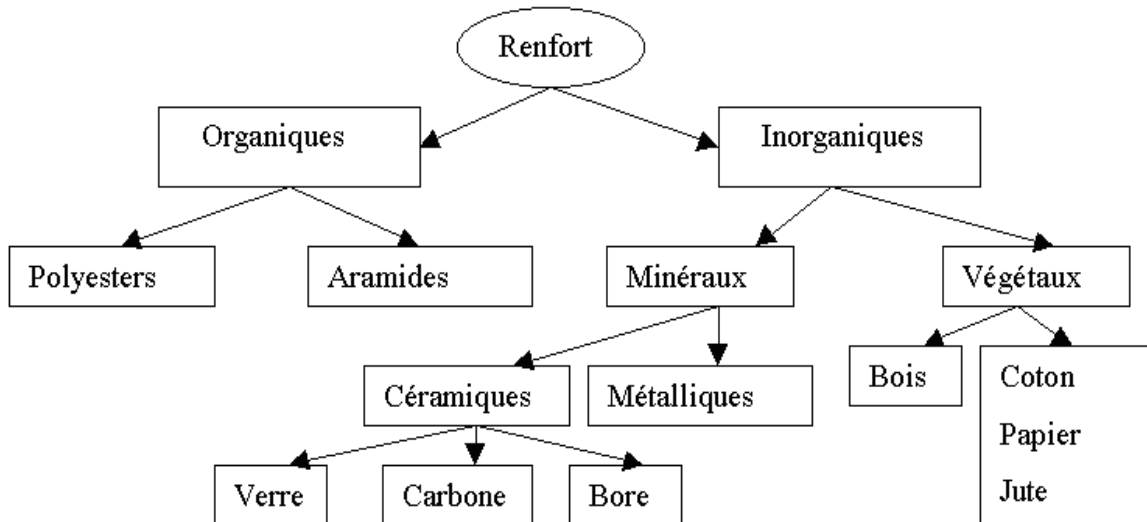 Renfort
Organiques
Inorganiques
Polyesters
Aramides
Minéraux
Végétaux
Céramiques
Métalliques
Bois
Coton
Papier
Jute
Verre
Carbone
Bore